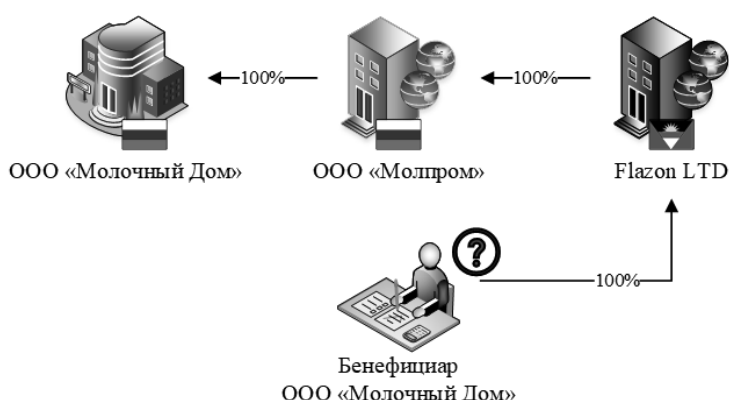 100%
100%
ООО «Молочный Дом»
ООО «Молпром»
Flazon LTD
?
100%
Бенефициар
ООО «Молочный Дом»